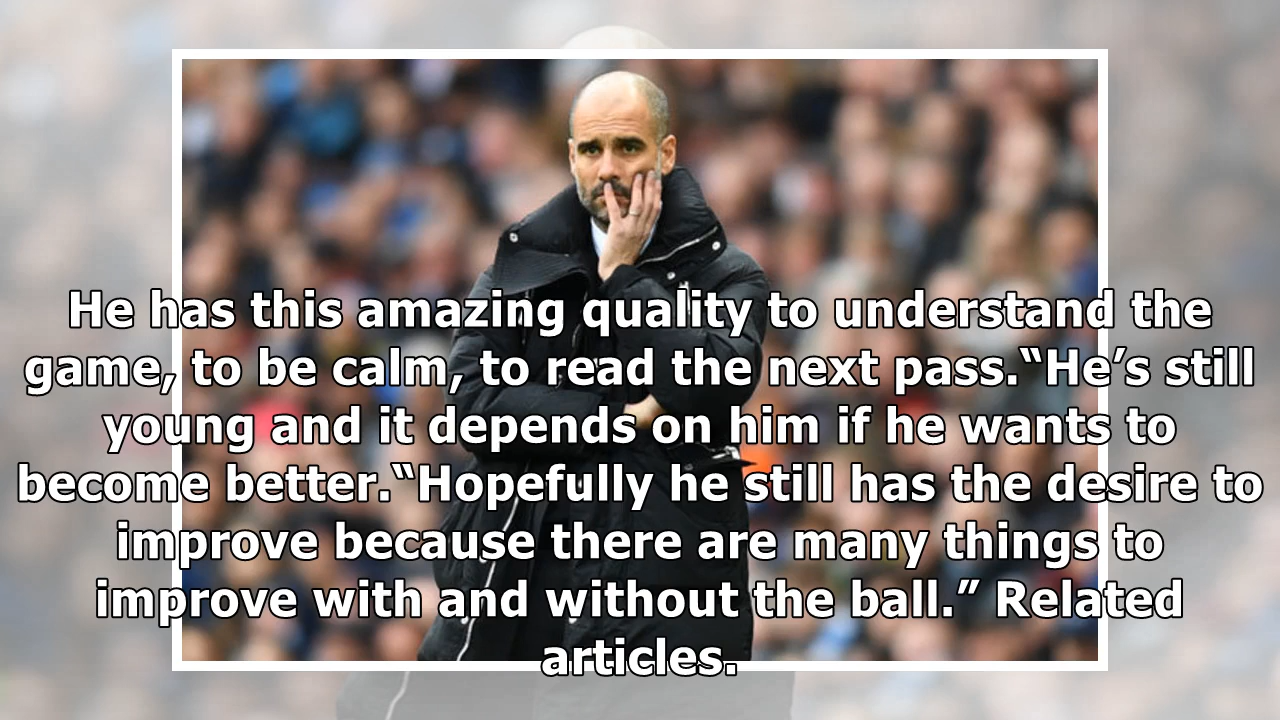 He has this amazing quality to understand the
game, to be calm, to read the next pass.“He’s still
young and it depends on him if he wants to
become better.“Hopefully he still has the desire to
improve because there are many things to
improve with and without the ball.” Related
articles.